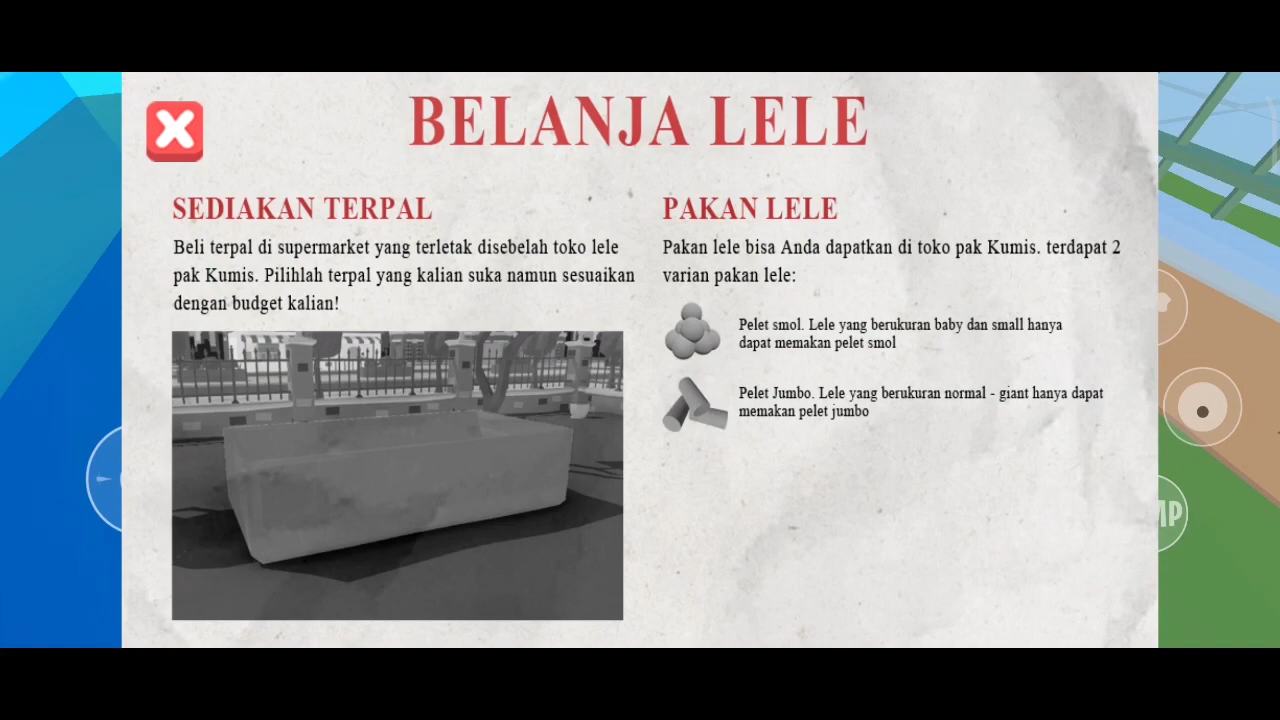 BELANJA LELE
SEDIAKAN TERPAL
Beli terpal di supermarket yang terletak disebelah toko lele
pak Kumis. Pilihlah terpal yang kalian suka namun sesuaikan
dengan budget kalian!
PAKAN LELE
Pakan lele bisa Anda dapatkan di toko pak Kumis. terdapat 2
varian pakan lele:
Pelet smol. Lele yang berukuran baby dan small hanya
dapat memakan pelet smol
Pelet Jumbo. Lele yang berukuran normal - giant hanya dapat
memakan pelet jumbo
MP